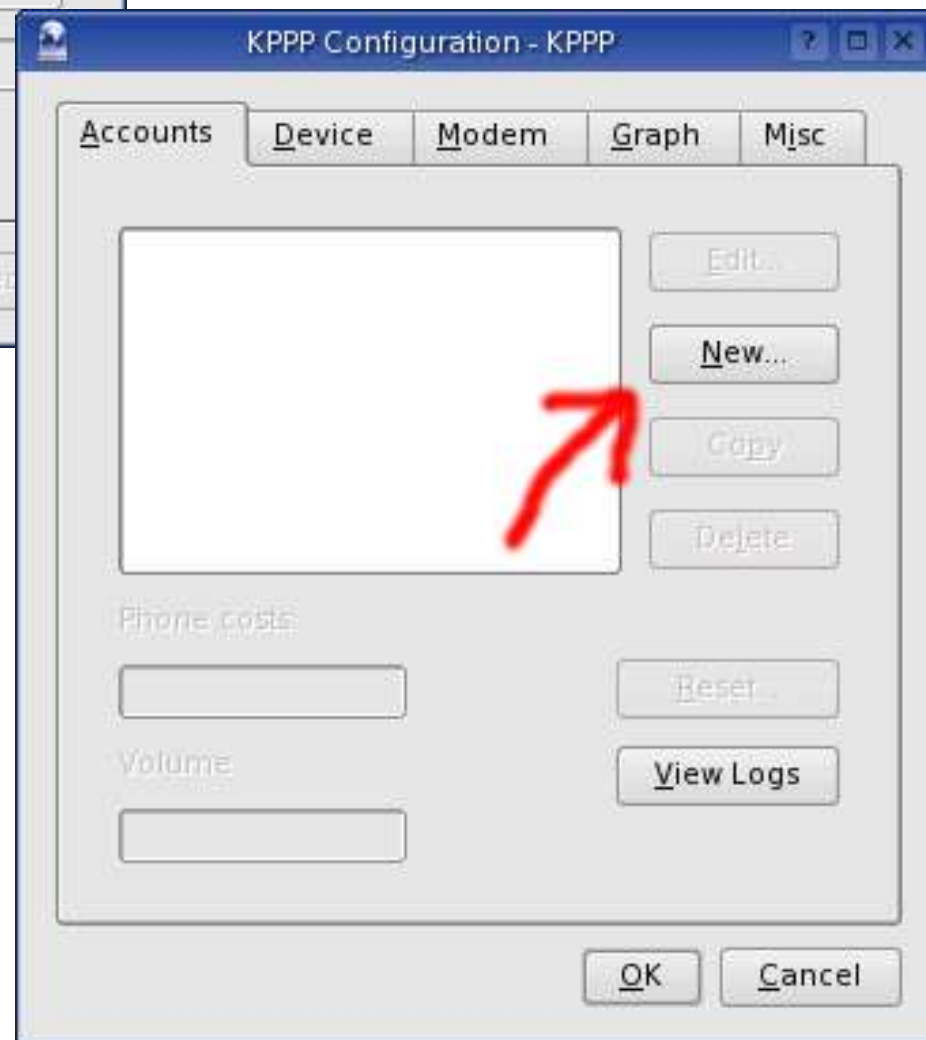 KPPP Configuration - KPPP
?
Accounts Device Modem Graph Misc
Edit...
New...
Copy
Delete
Phone costs
Reset...
Volume
View Logs
OK Cancel